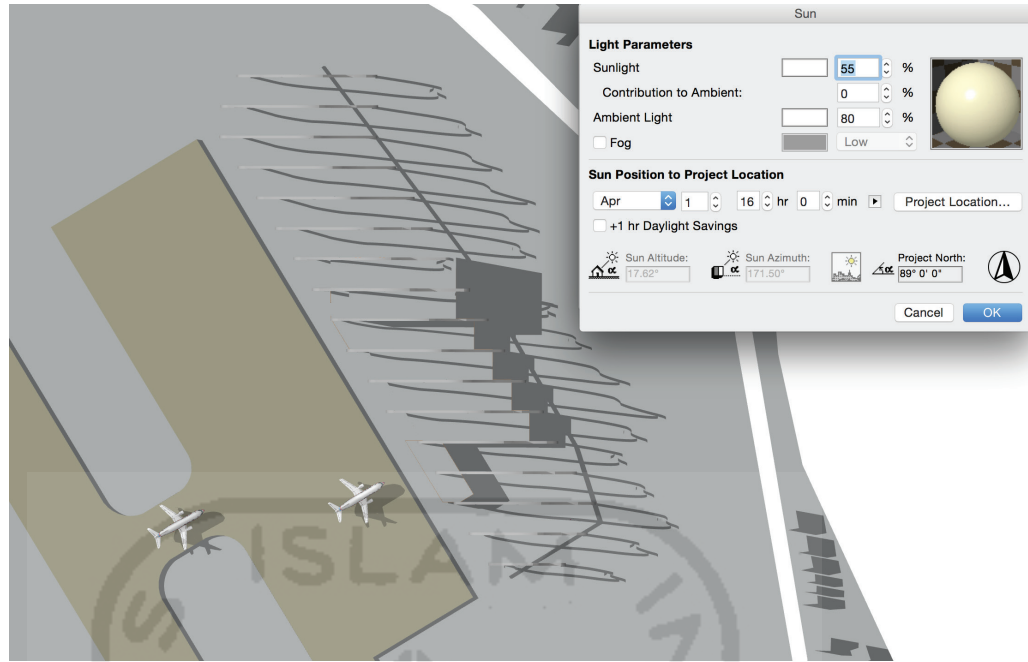 Sun
Light Parameters
Sunlight 55 %
Contribution to Ambient: 0 %
Ambient Light 80 %
Fog Low
Sun Position to Project Location
Apr 1 16 hr 0 min Project Location...
+1 hr Daylight Savings
Sun Altitude: Sun Azimuth: Project North:
17.62° 171.50° 89° 0' 0"
Cancel OK
S ISLAM IN